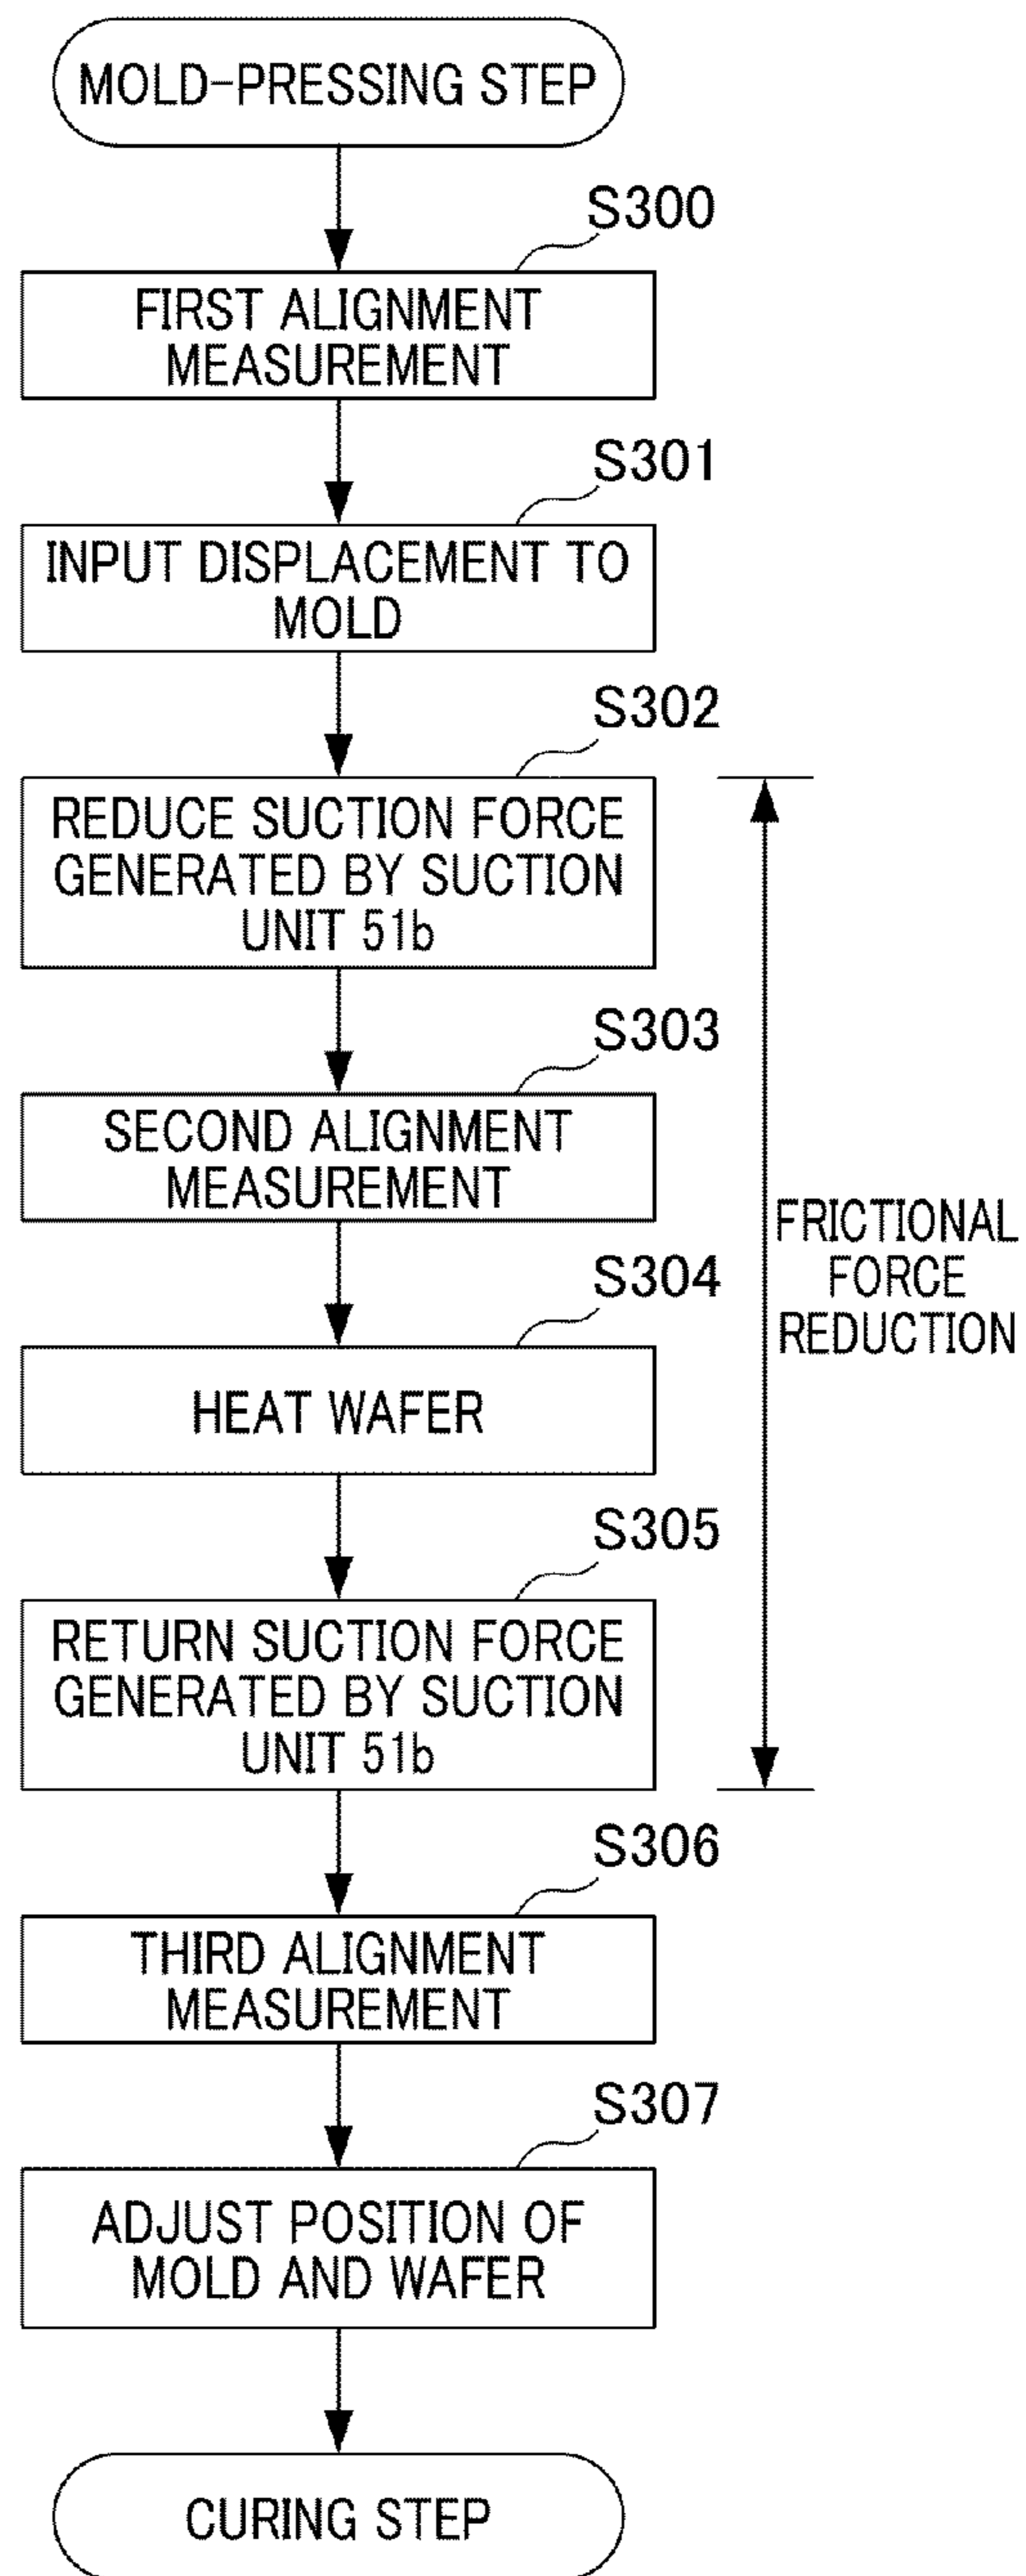 MOLD-PRESSING STEP
S300
FIRST ALIGNMENT
MEASUREMENT
S301
INPUT DISPLACEMENT TO
MOLD
S302
REDUCE SUCTION FORCE
GENERATED BY SUCTION
UNIT 51b
S303
SECOND ALIGNMENT
MEASUREMENT
FRICTIONAL
FORCE
REDUCTION
S304
HEAT WAFER
S305
RETURN SUCTION FORCE
GENERATED BY SUCTION
UNIT 51b
S306
THIRD ALIGNMENT
MEASUREMENT
S307
ADJUST POSITION OF
MOLD AND WAFER
CURING STEP